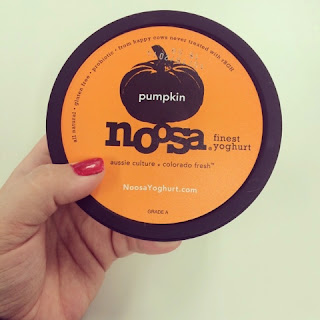 all natural • gluten free • probiotic • from happy cows never treated with rBGH
pumpkin
noosa®
finest
yoghurt
aussie culture + colorado fresh™
NoosaYoghurt.com
GRADE A